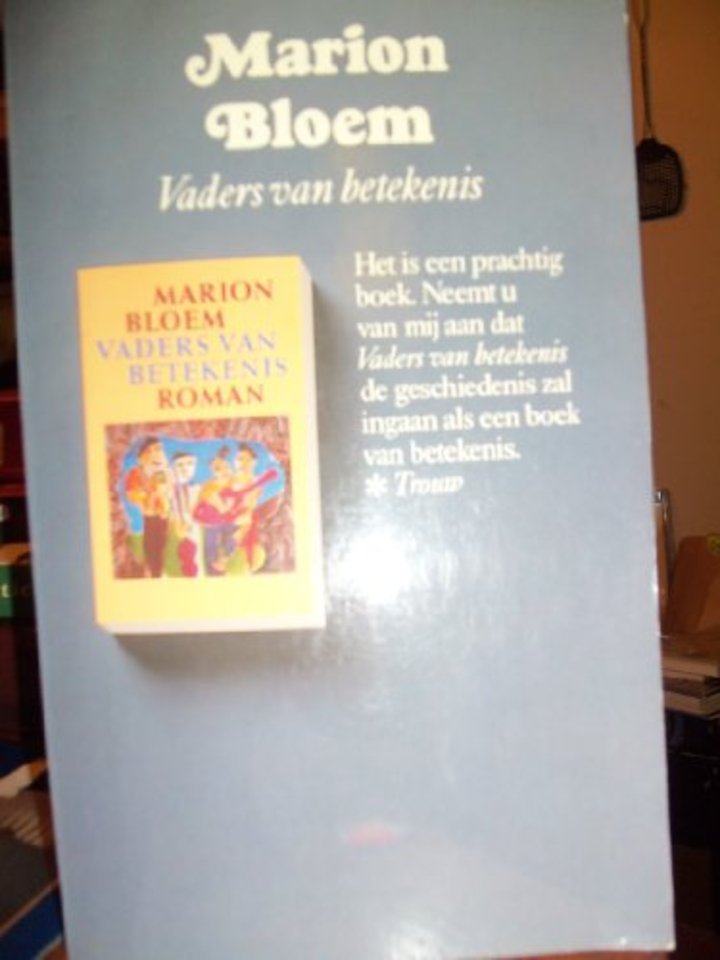 Marion
Bloem
Vaders van betekenis
MARION
BLOEM
VADERS VAN
BETEKENIS
ROMAN
Het is een prachtig
boek. Neemt u
van mij aan dat
Vaders van betekenis
de geschiedenis zal
ingaan als een boek
van betekenis.
* Trouw